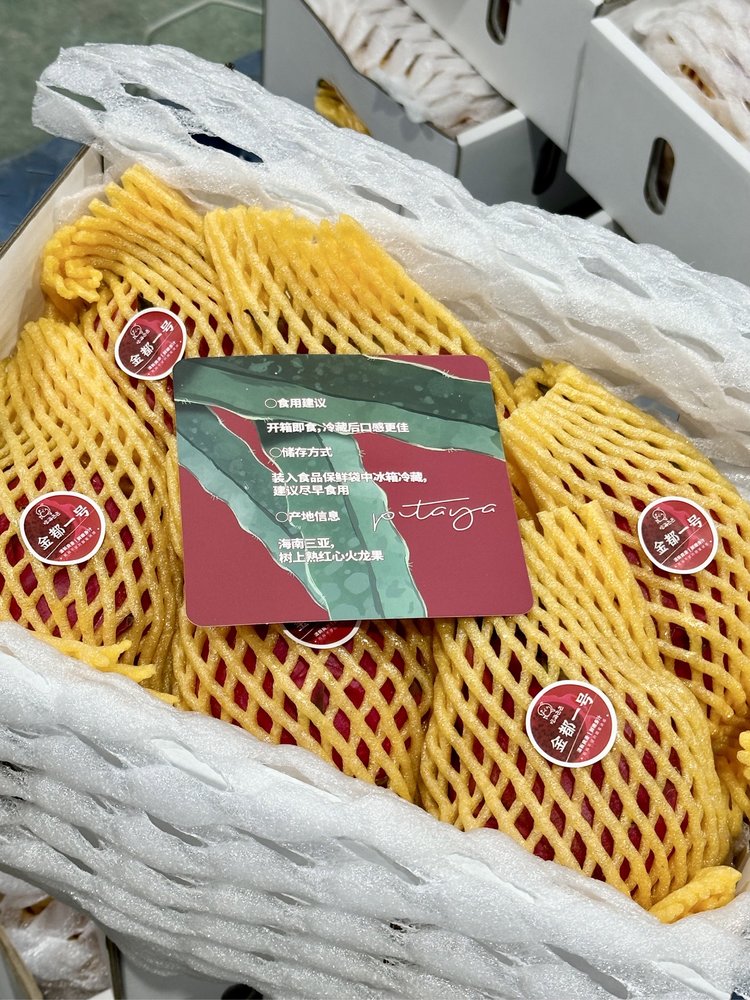 金都一号
○食用建议
开箱即食,冷藏后口感更佳
○储存方式
装入食品保鲜袋中冰箱冷藏,
建议尽早食用
○产地信息
pitaya
海南三亚,
树上熟红心火龙果
金都一号
金都一号
金都一号